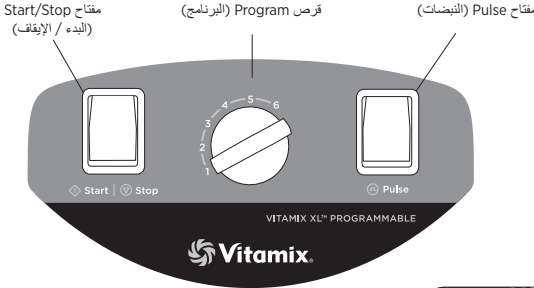 مفتاح Start/Stop
(البدء / الإيقاف)
قرص Program (البرنامج)
مفتاح Pulse (النبضات)
1 2 3 4 5 6
Start | Stop
Pulse
VITAMIX XL™ PROGRAMMABLE
Vitamix.